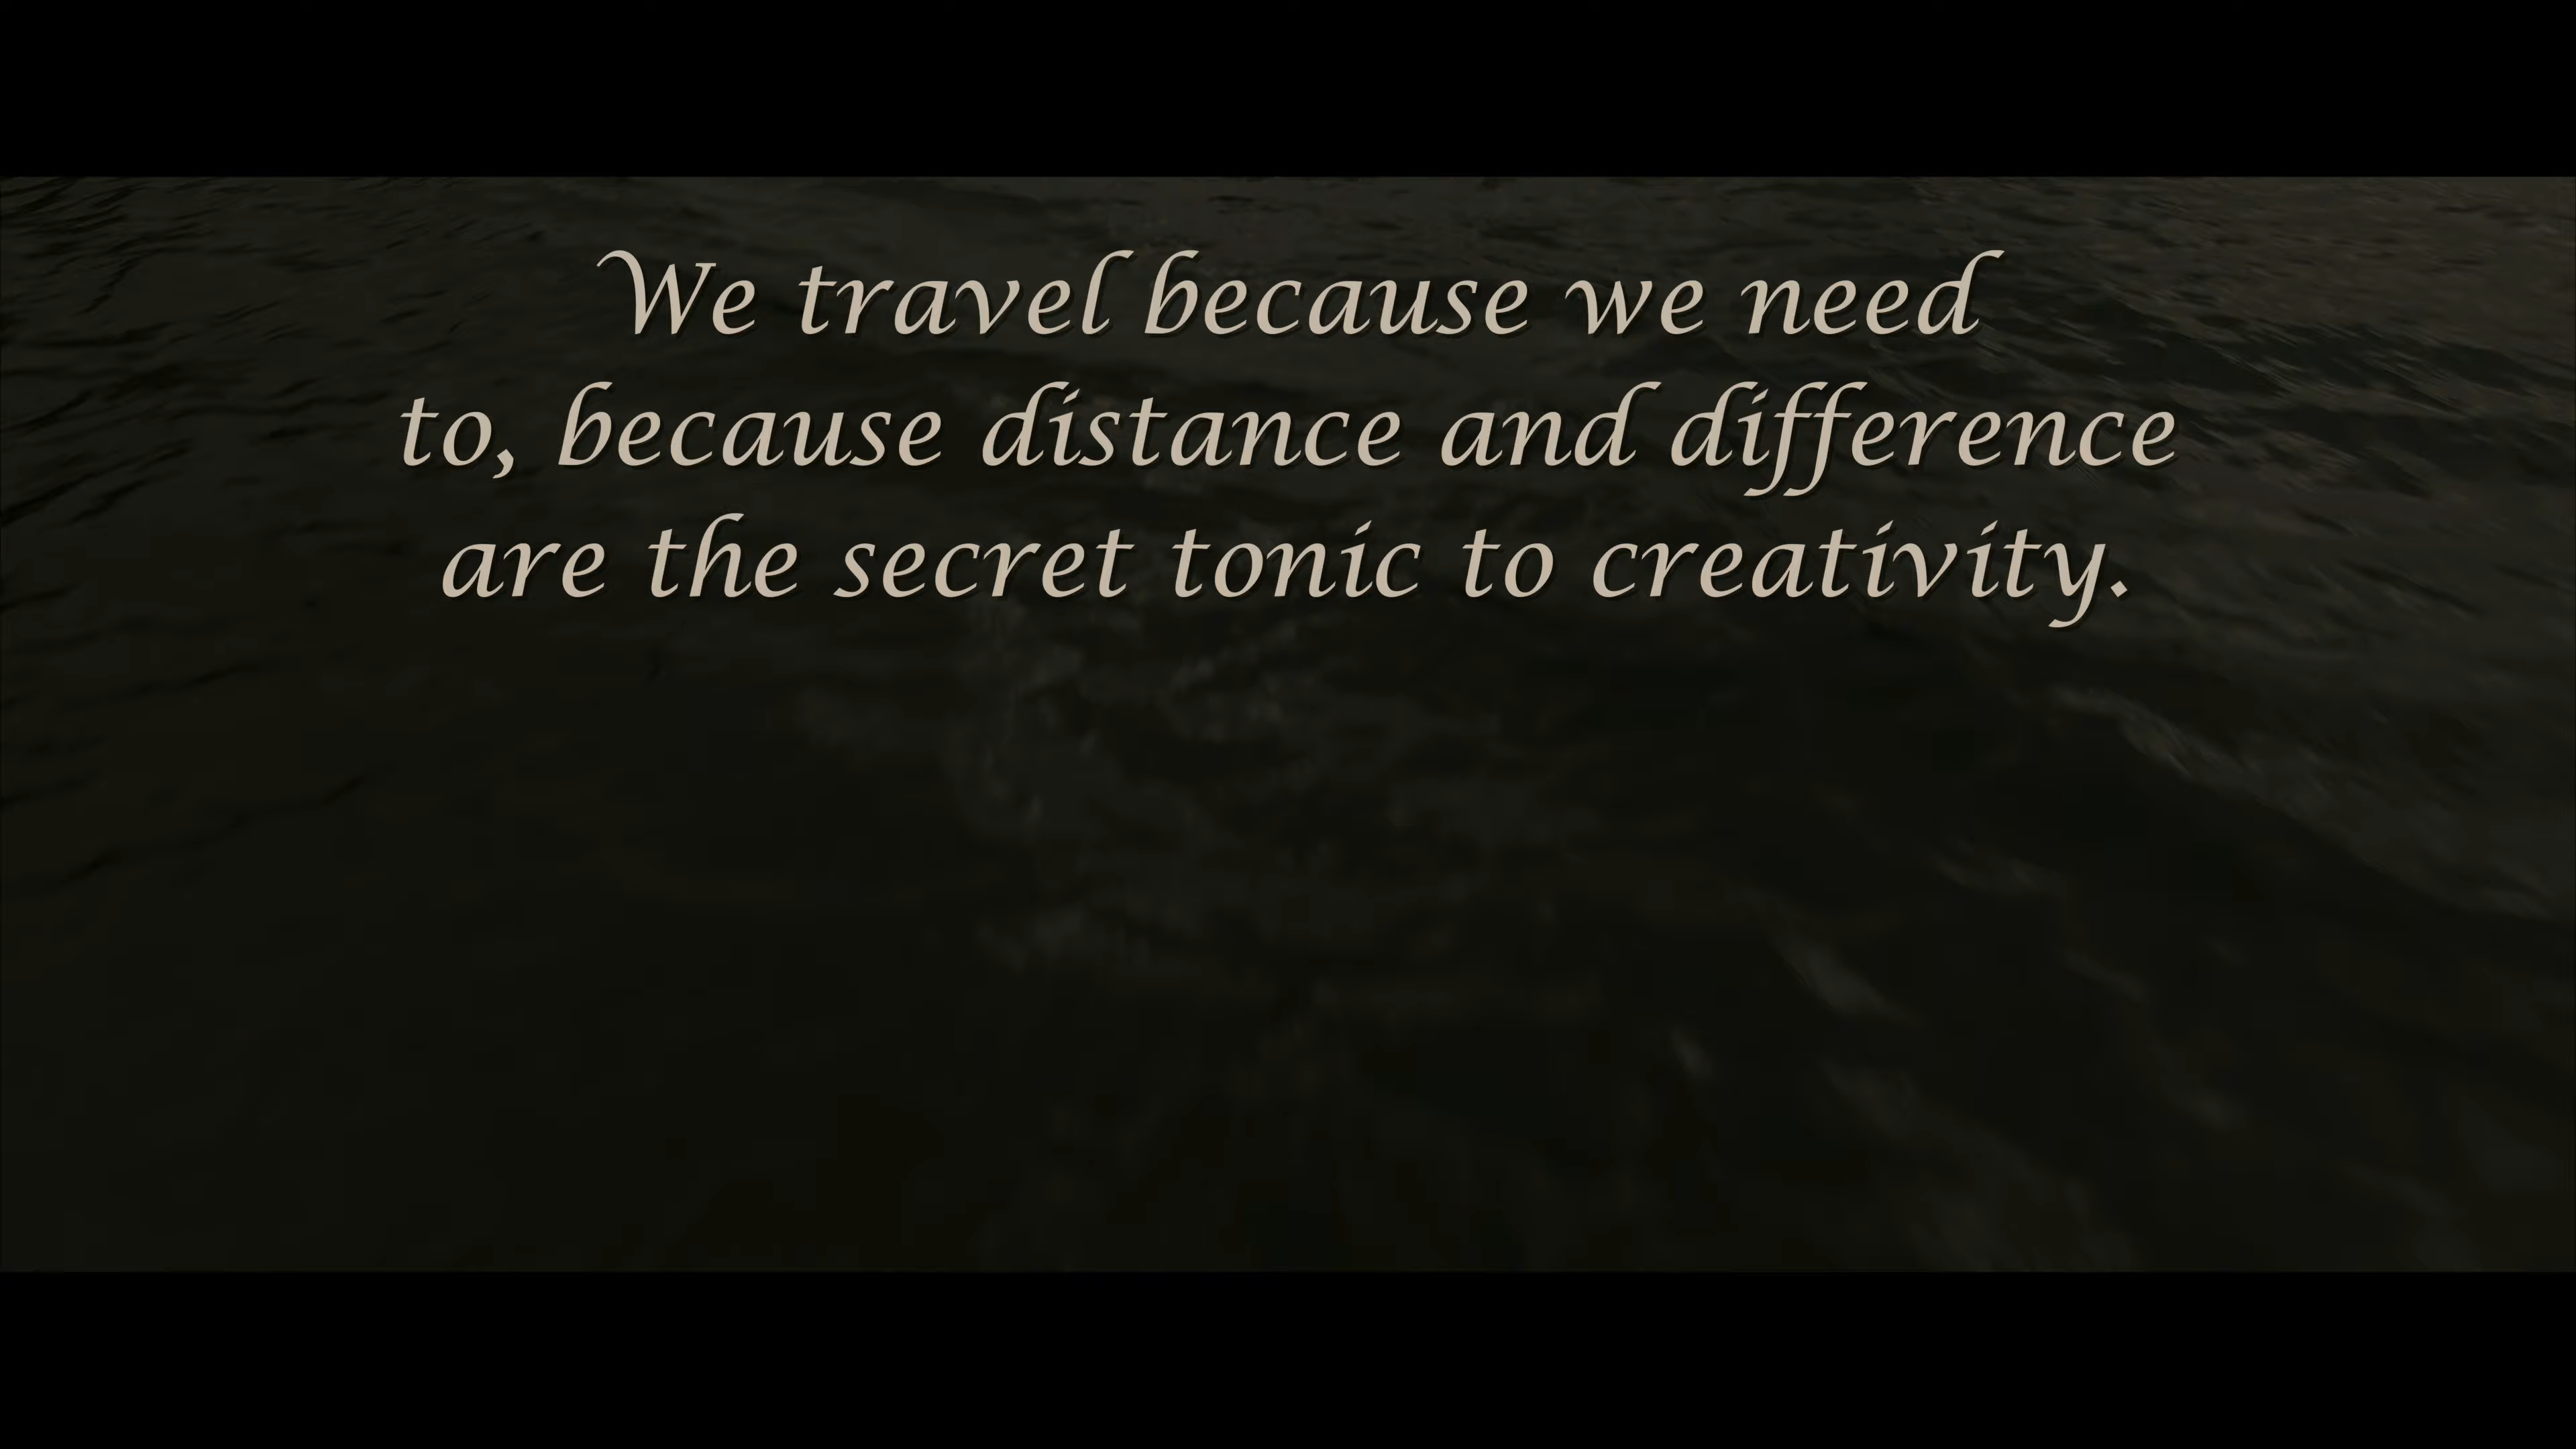 We travel because we need
to, because distance and difference
are the secret tonic to creativity.